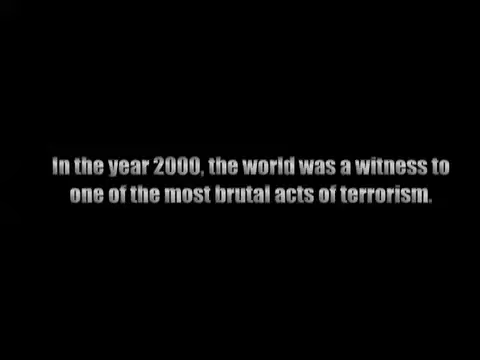 In the year 2000, the world was a witness to
one of the most brutal acts of terrorism.